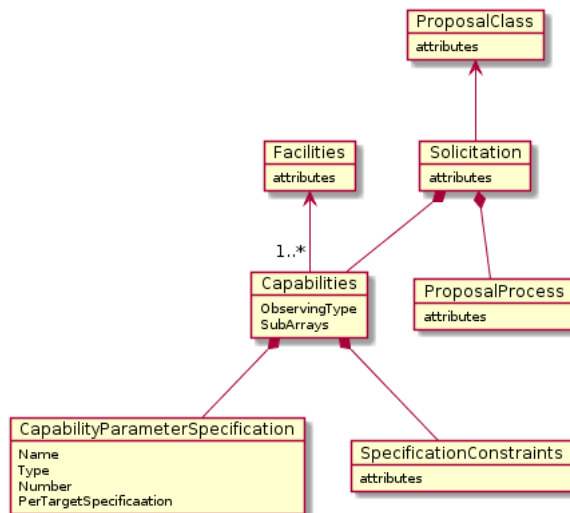 ProposalClass
attributes
Facilities
attributes
Solicitation
attributes
1..*
Capabilities
ObservingType
SubArrays
ProposalProcess
attributes
CapabilityParameterSpecification
Name
Type
Number
PerTargetSpecificaation
SpecificationConstraints
attributes